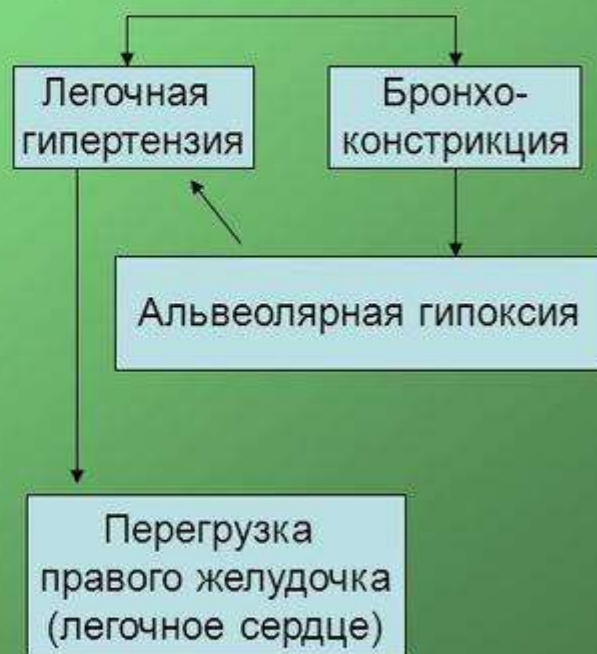 Легочная
гипертензия
Бронхо-
констрикция
Альвеолярная гипоксия
Перегрузка
правого желудочка
(легочное сердце)